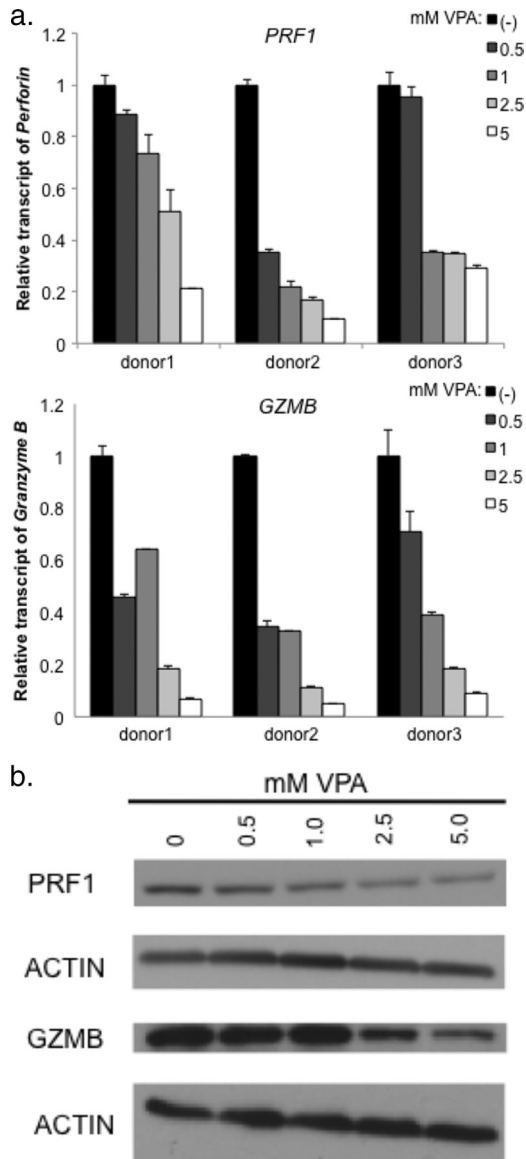 a.
PRF1
mM VPA: (-)
0.5
1
2.5
5
Relative transcript of Perforin
1.2
1
0.8
0.6
0.4
0.2
0
donor1 donor2 donor3
GZMB
mM VPA: (-)
0.5
1
2.5
5
Relative transcript of Granzyme B
1.2
1
0.8
0.6
0.4
0.2
0
donor1 donor2 donor3
b.
mM VPA
0 0.5 1.0 2.5 5.0
PRF1
ACTIN
GZMB
ACTIN